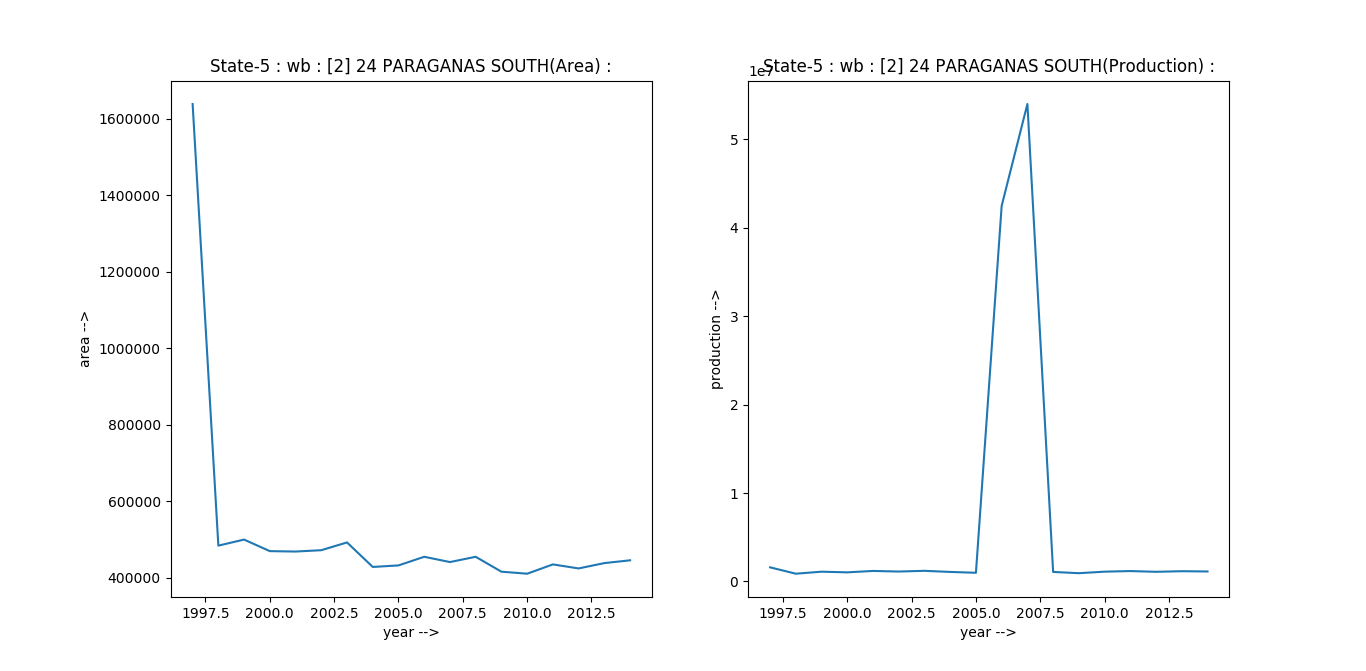 State-5 : wb : [2] 24 PARAGANAS SOUTH(Area) :
1600000
1400000
1200000
1000000
800000
600000
400000
area -->
1997.5 2000.0 2002.5 2005.0 2007.5 2010.0 2012.5
year -->
State-5 : wb : [2] 24 PARAGANAS SOUTH(Production) :
1e7
5
4
3
2
1
0
production -->
1997.5 2000.0 2002.5 2005.0 2007.5 2010.0 2012.5
year -->